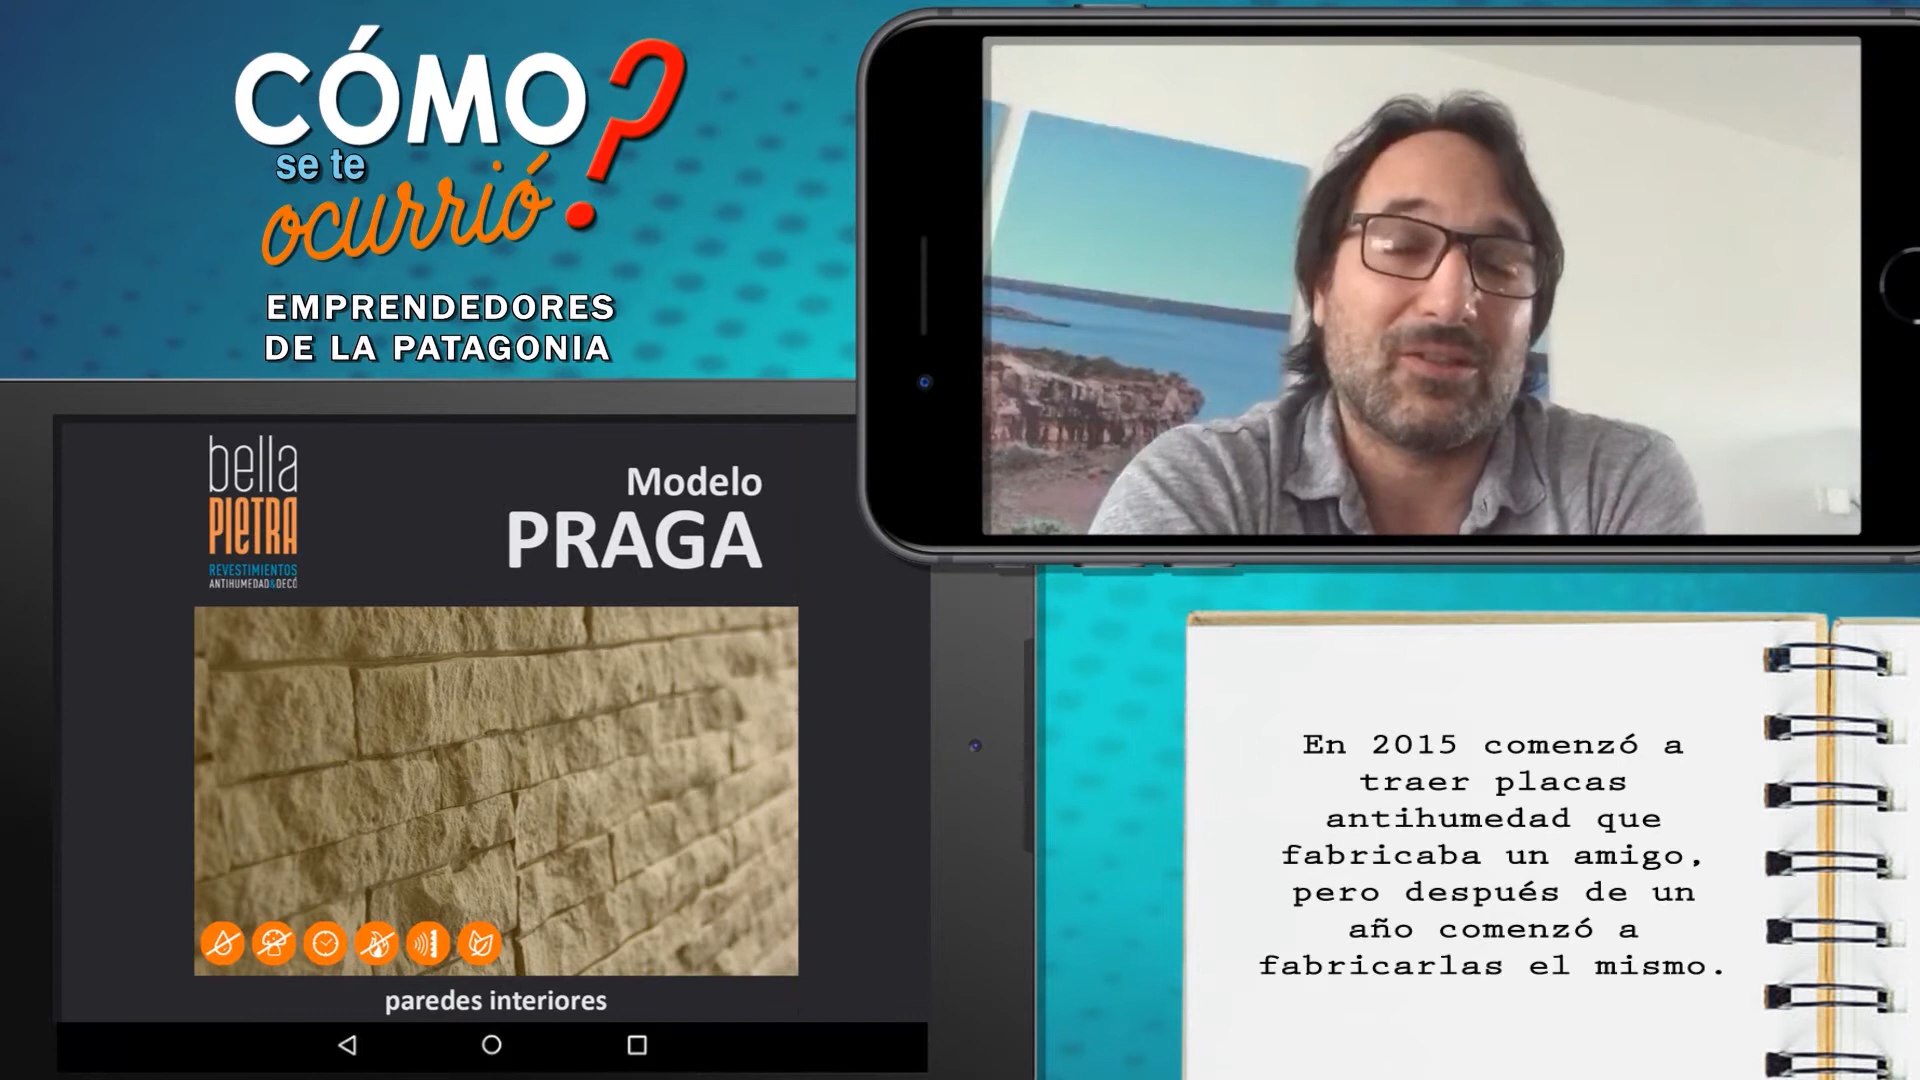 CÓMO
se te
ocurrió?
EMPRENDEDORES
DE LA PATAGONIA
bella
PIETRA
REVESTIMIENTOS
ANTIHUMEDAD&DECÓ
Modelo
PRAGA
paredes interiores
En 2015 comenzó a
traer placas
antihumedad que
fabricaba un amigo,
pero después de un
año comenzó a
fabricarlas el mismo.